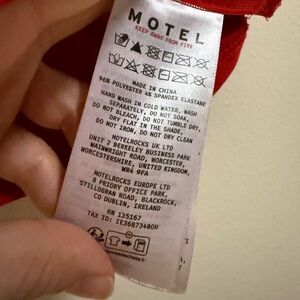 MOTEL
KEEP AWAY FROM FIRE
MADE IN CHINA
96% POLYESTER 4% SPANDEX ELASTANE
HAND WASH IN COLD WATER, WASH
SEPARATELY, DO NOT SOAK,
DO NOT BLEACH, DO NOT TUMBLE DRY,
DRY FLAT IN THE SHADE,
DO NOT IRON, DO NOT DRY CLEAN
MOTELROCKS UK LTD
UNIT 2 BERKELEY BUSINESS PARK
WAINWRIGHT ROAD, WORCESTER,
WORCESTERSHIRE, ENGLAND
WR4 9FA
MOTELROCKS EUROPE LTD
8 PRIORY OFFICE PARK,
STILLORGAN ROAD, BLACKROCK,
CO DUBLIN, IRELAND
RN 135167
TAX ID: IE3687340OH